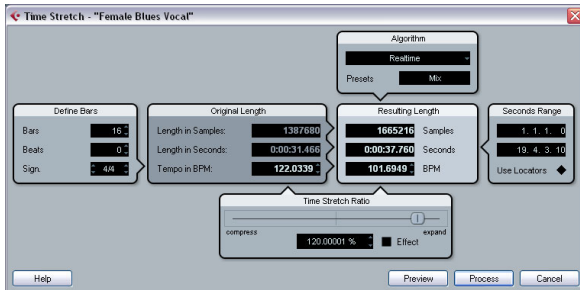 Time Stretch - "Female Blues Vocal"
Algorithm
Realtime
Presets Mix
Define Bars
Bars 16
Beats 0
Sign. 4/4
Original Length
Length in Samples: 1387680
Length in Seconds: 0:00:31.466
Tempo in BPM: 122.0339
Resulting Length
1665216 Samples
0:00:37.760 Seconds
101.6949 BPM
Seconds Range
1. 1. 1. 0
19. 4. 3. 10
Use Locators
Time Stretch Ratio
compress expand
120.00001 % Effect
Help Preview Process Cancel